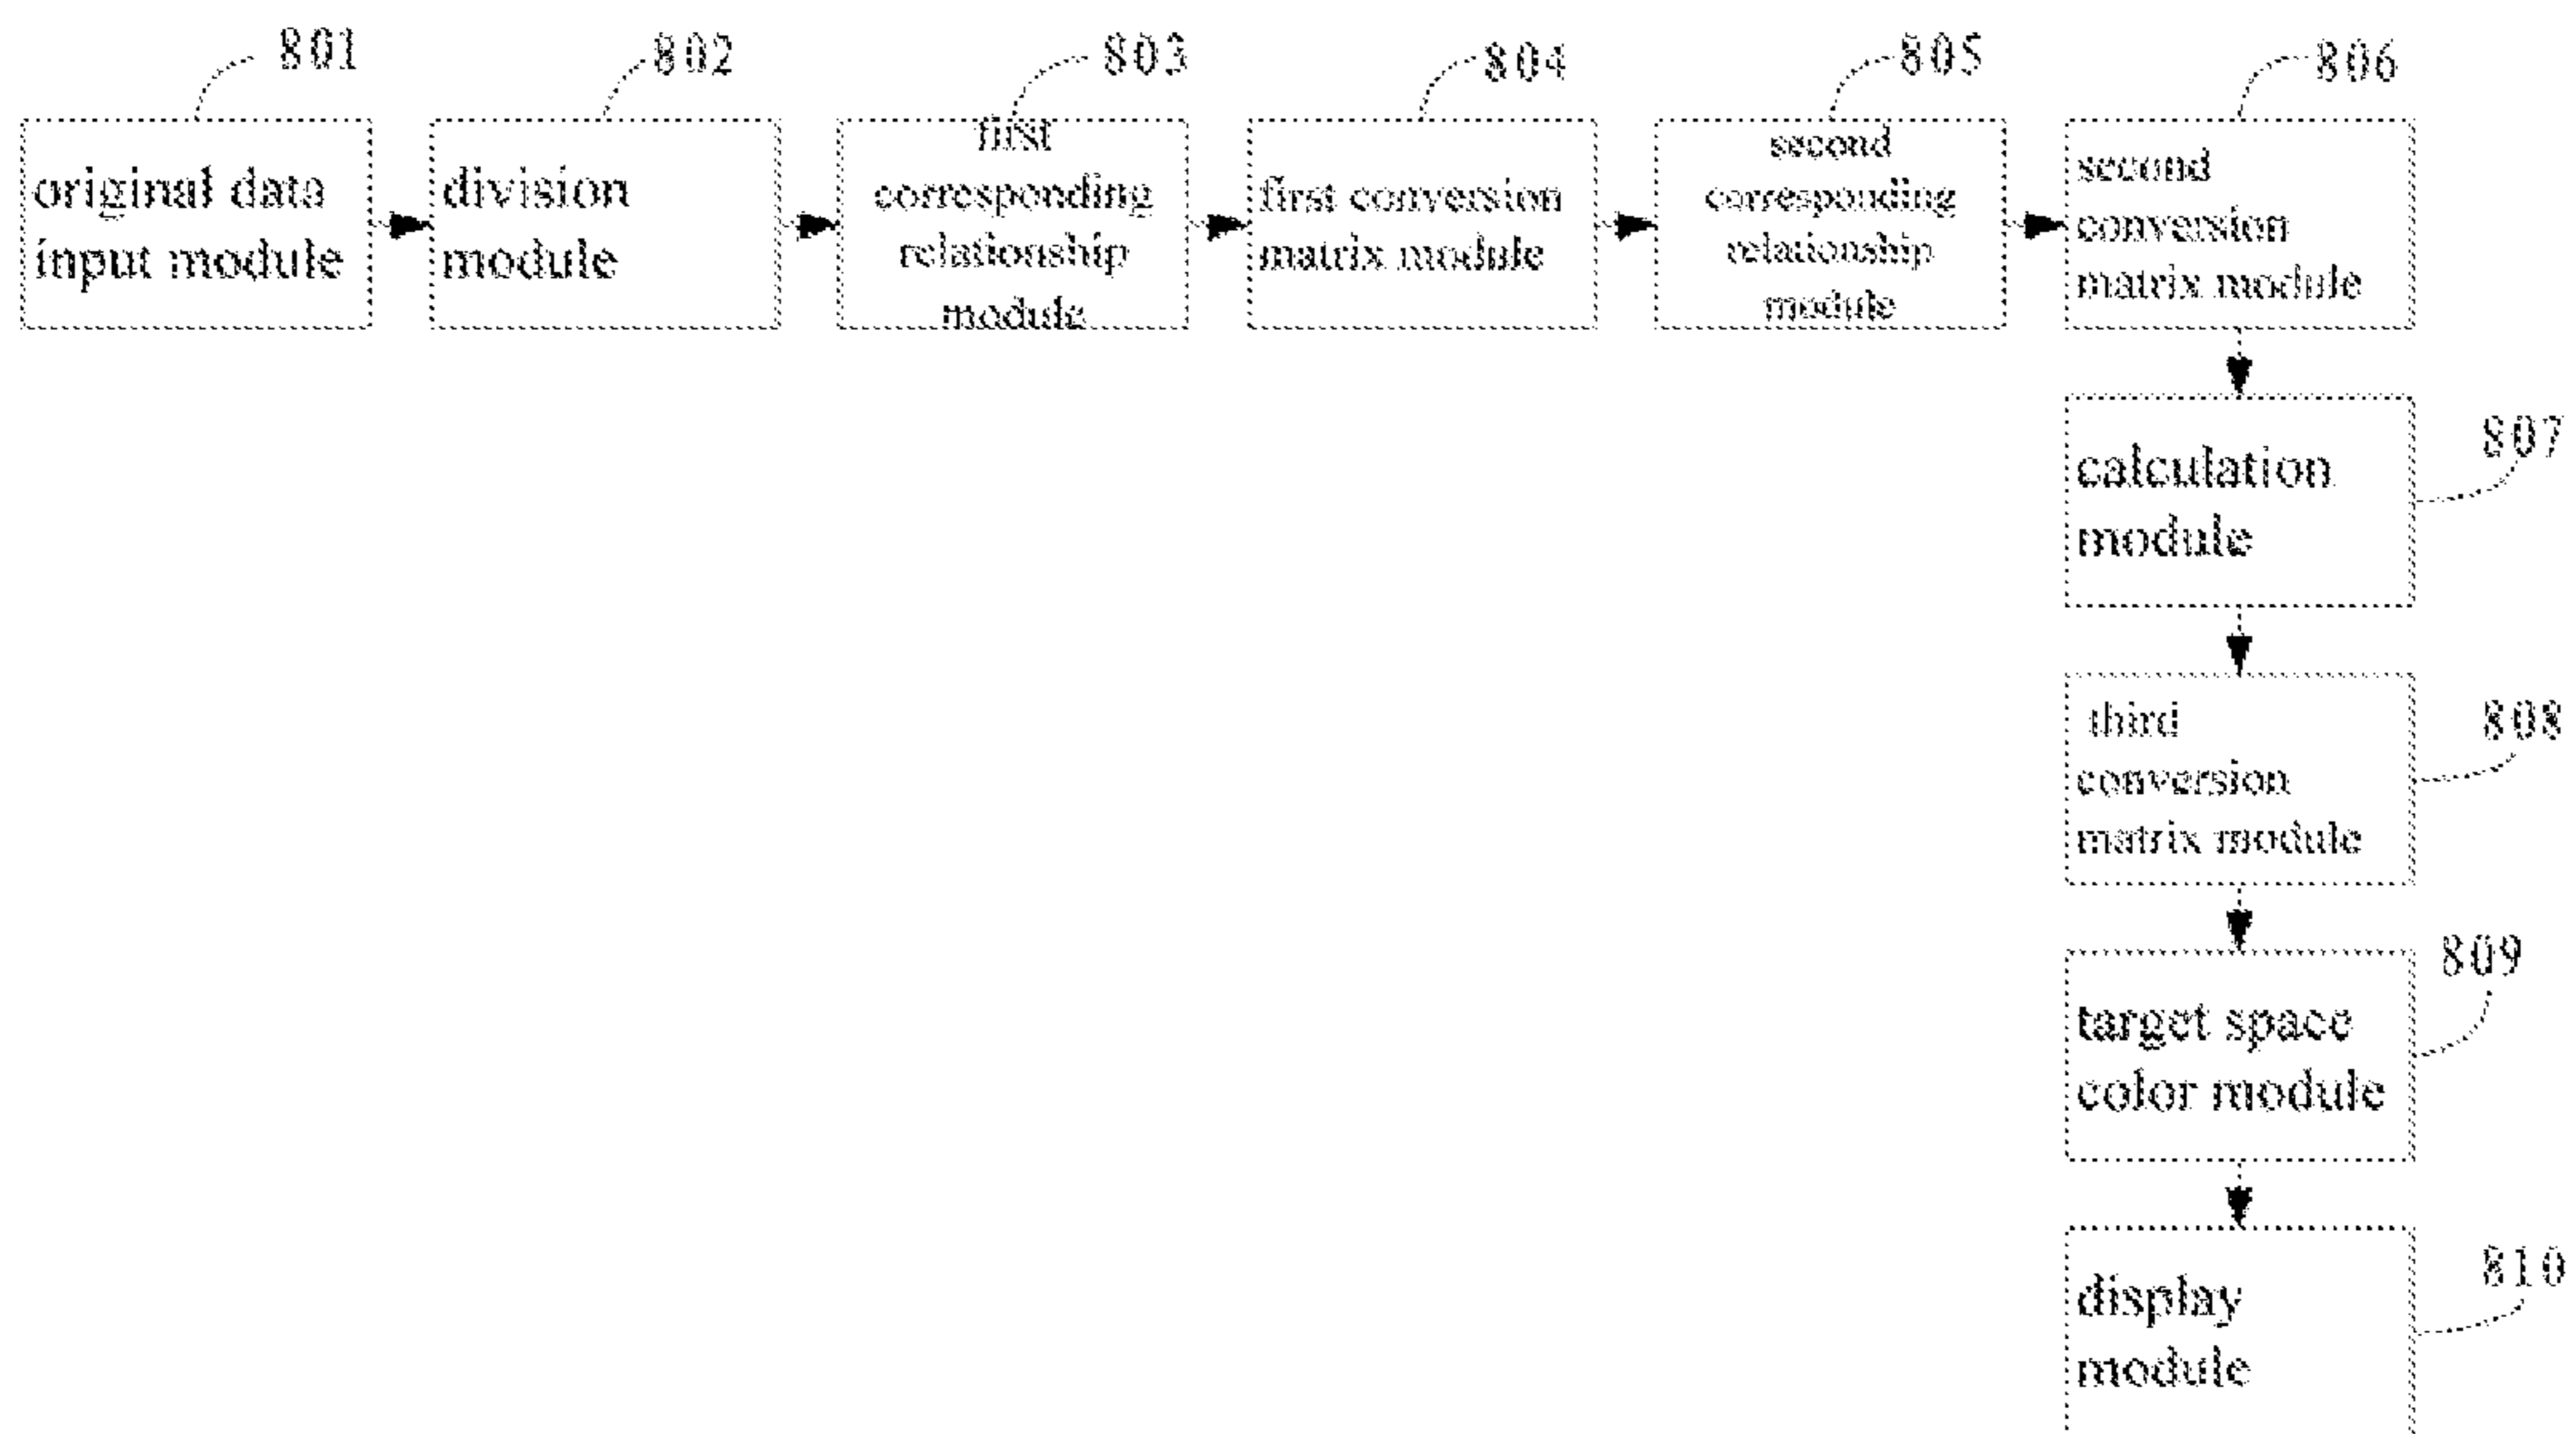 801
802
803
804
805
806
original data
input module
division
module
first
corresponding
relationship
module
first conversion
matrix module
second
corresponding
relationship
module
second
conversion
matrix module
807
calculation
module
808
third
conversion
matrix module
809
target space
color module
810
display
module